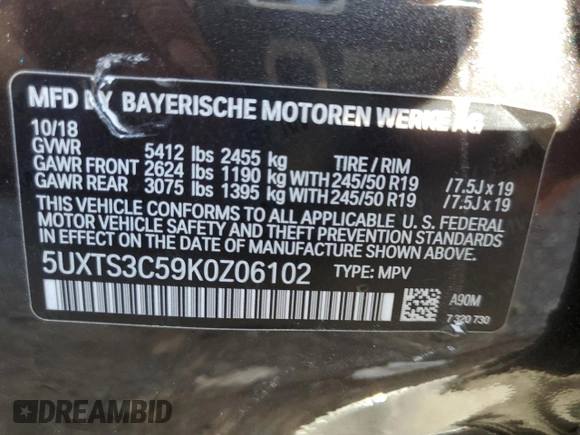 MFD BY BAYERISCHE MOTOREN WERKE AG
10/18
GVWR 5412 lbs 2455 kg TIRE / RIM
GAWR FRONT 2624 lbs 1190 kg WITH 245/50 R19 / 7.5J x 19
GAWR REAR 3075 lbs 1395 kg WITH 245/50 R19 / 7.5J x 19
THIS VEHICLE CONFORMS TO ALL APPLICABLE U. S. FEDERAL
MOTOR VEHICLE SAFETY AND THEFT PREVENTION STANDARDS
IN EFFECT ON THE DATE OF MANUFACTURE SHOWN ABOVE.
5UXTS3C59K0Z06102 TYPE: MPV
A90M
7 320 730
DREAMBID